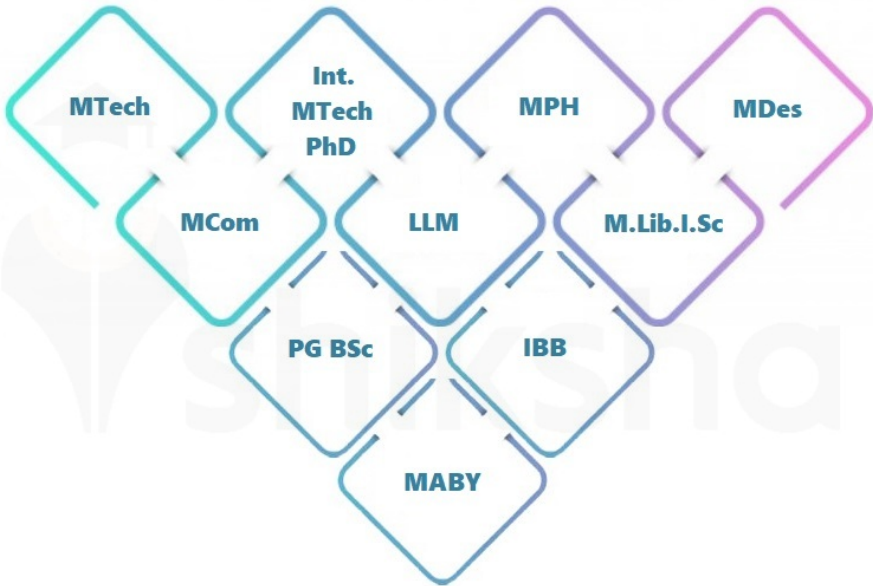 MTech
Int.
MTech
PhD
MPH
MDes
MCom
LLM
M.Lib.I.Sc
PG BSc
IBB
MABY
shiksha